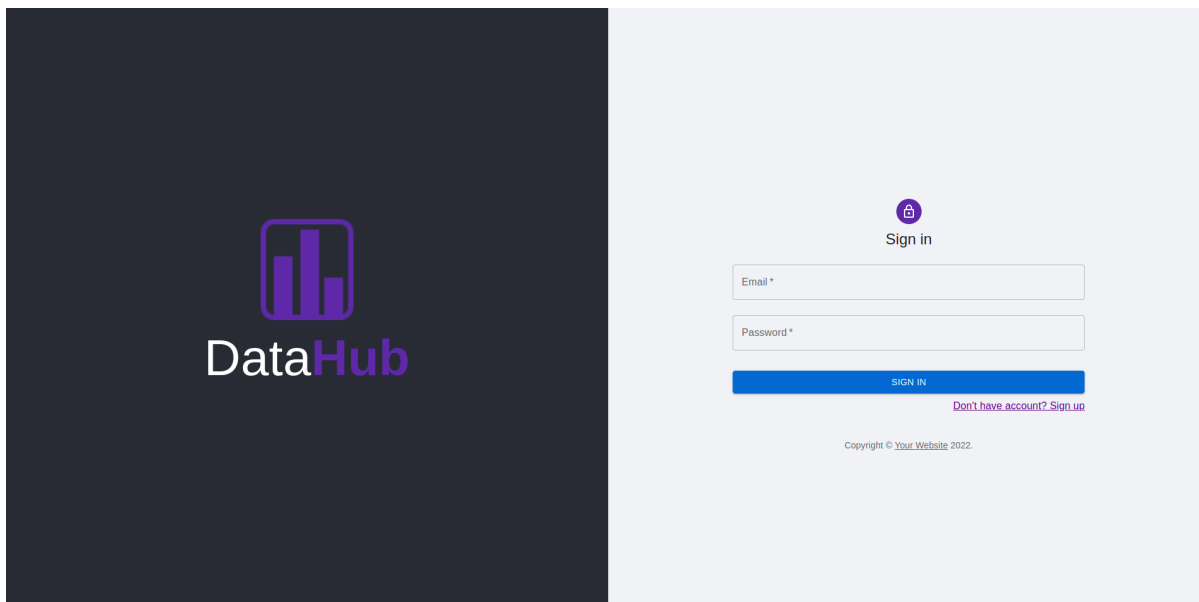 DataHub
Sign in
Email *
Password *
SIGN IN
Don't have account? Sign up
Copyright © Your Website 2022.